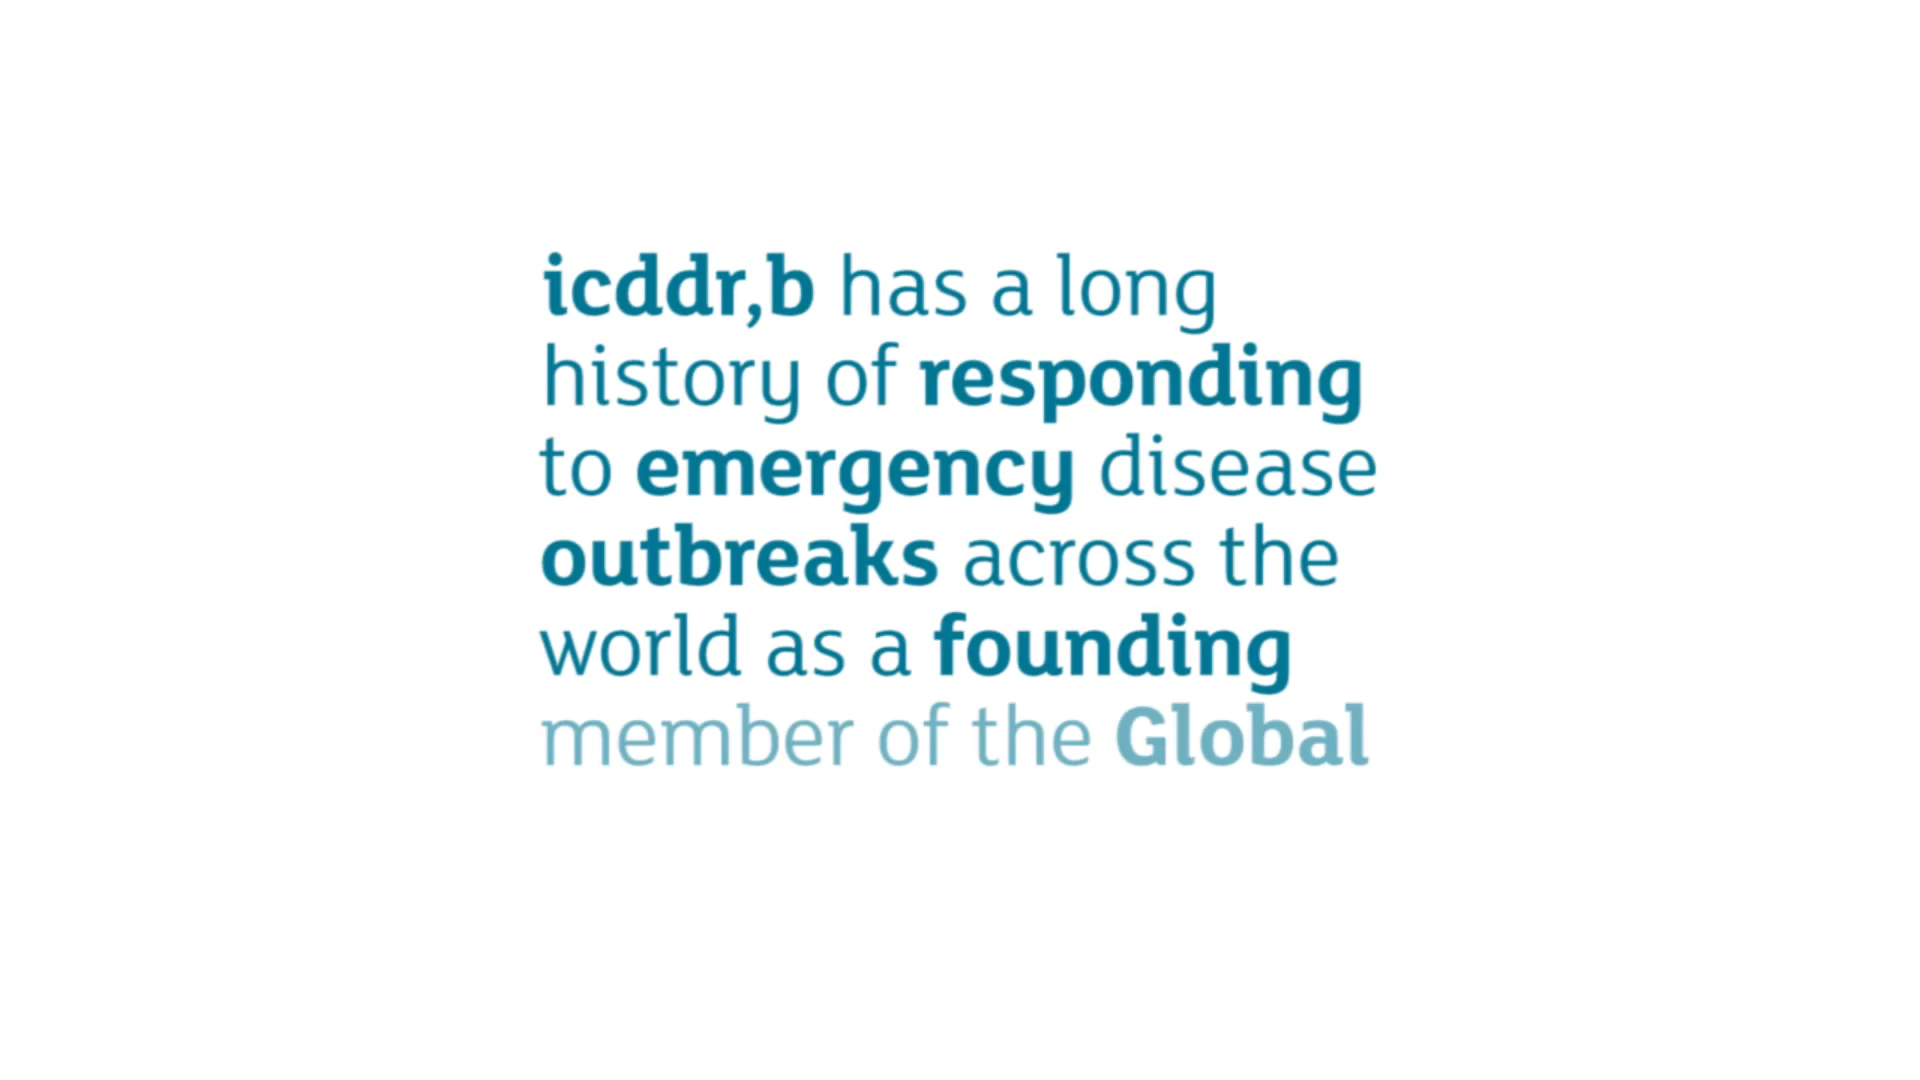 icddr,b has a long
history of responding
to emergency disease
outbreaks across the
world as a founding
member of the Global